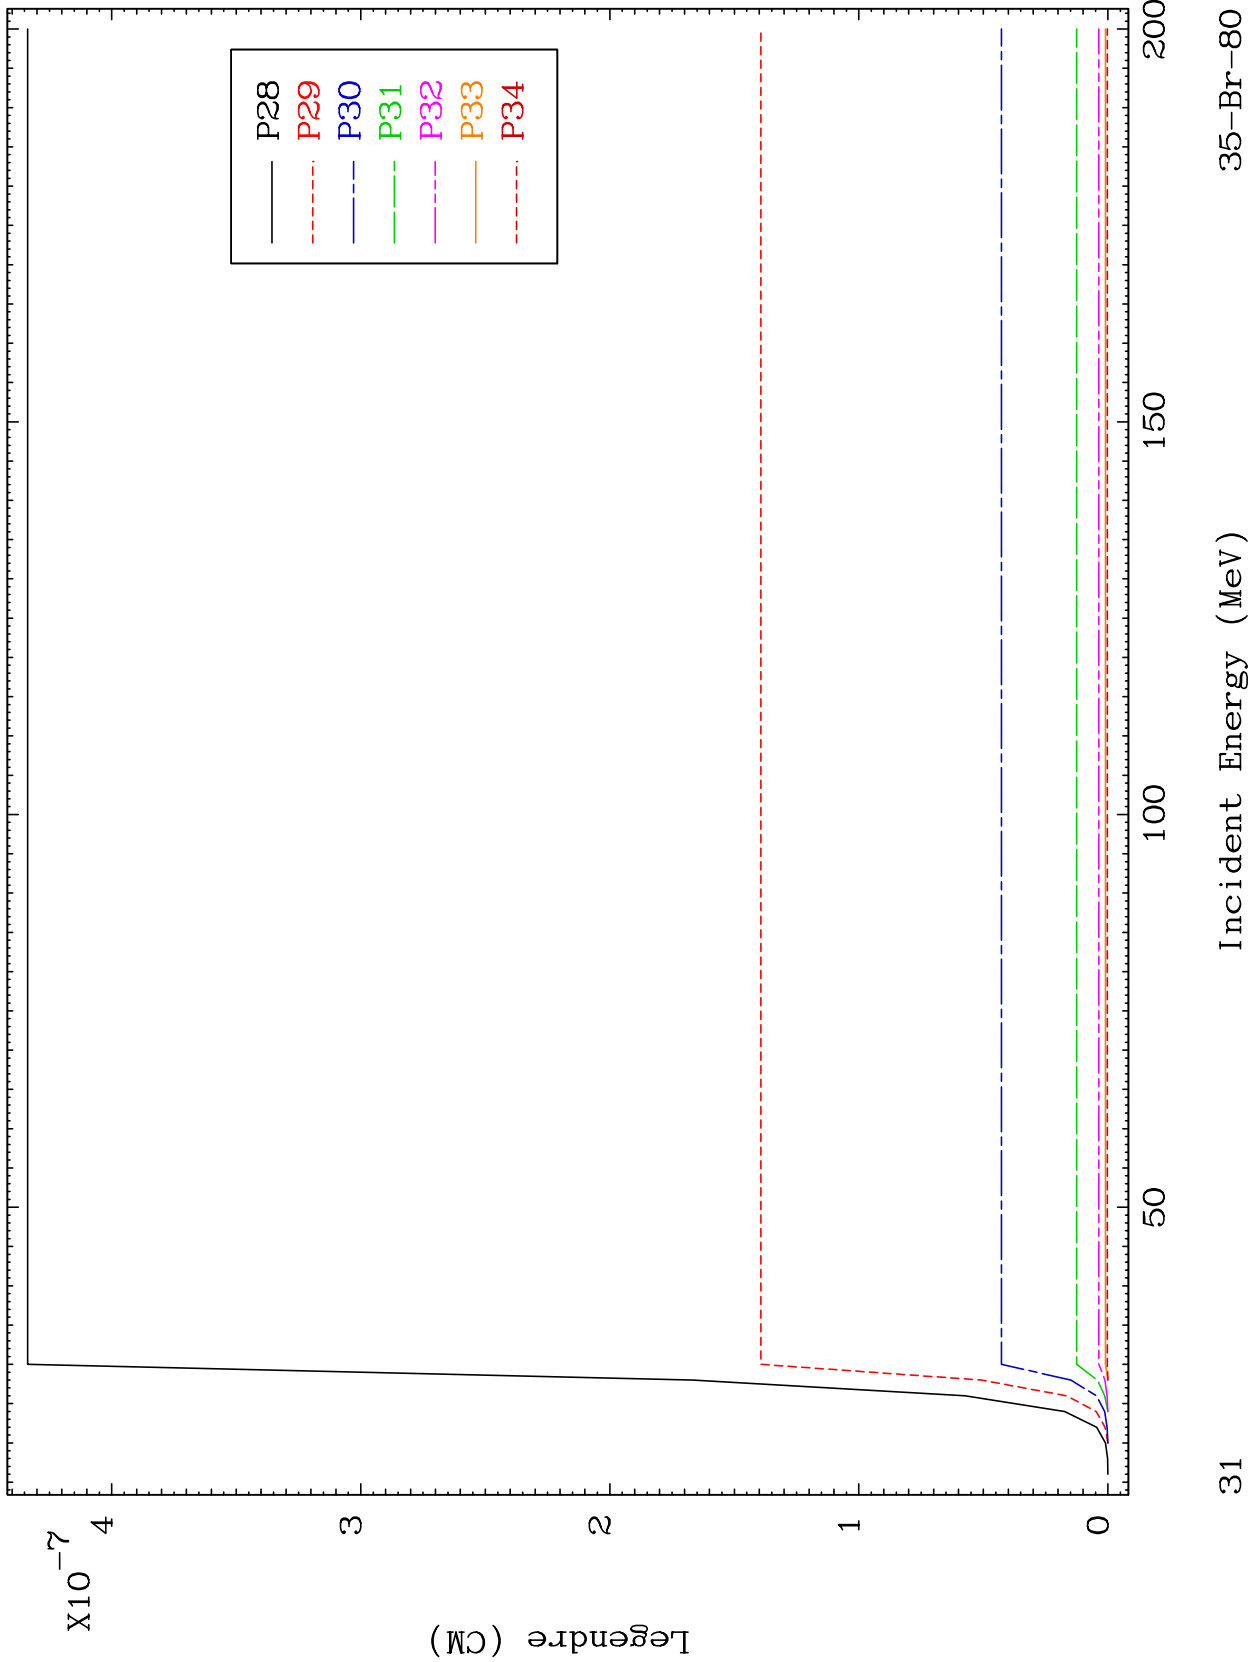 X10-7
4
3
2
1
0
Legendre (CM)
P28
P29
P30
P31
P32
P33
P34
50
100
150
200
Incident Energy (MeV)
31
35-Br-80